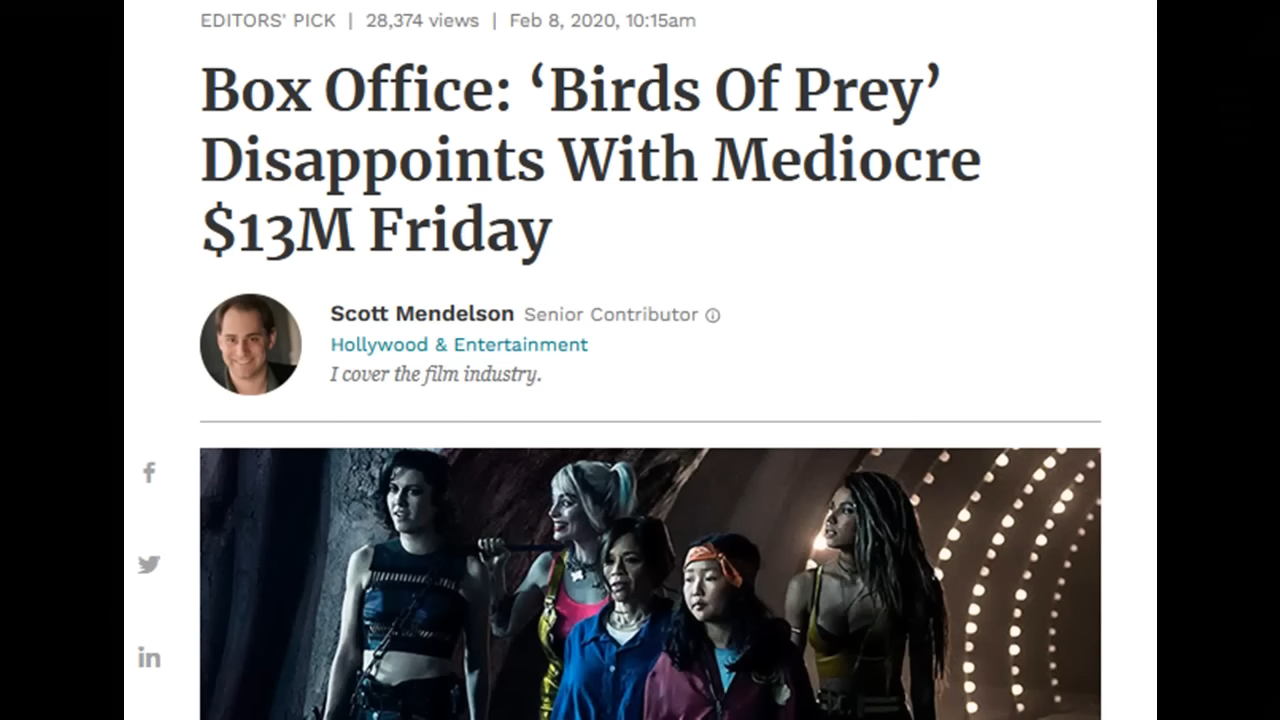 EDITORS' PICK | 28,374 views | Feb 8, 2020, 10:15am
Box Office: ‘Birds Of Prey’
Disappoints With Mediocre
$13M Friday
Scott Mendelson Senior Contributor
Hollywood & Entertainment
I cover the film industry.